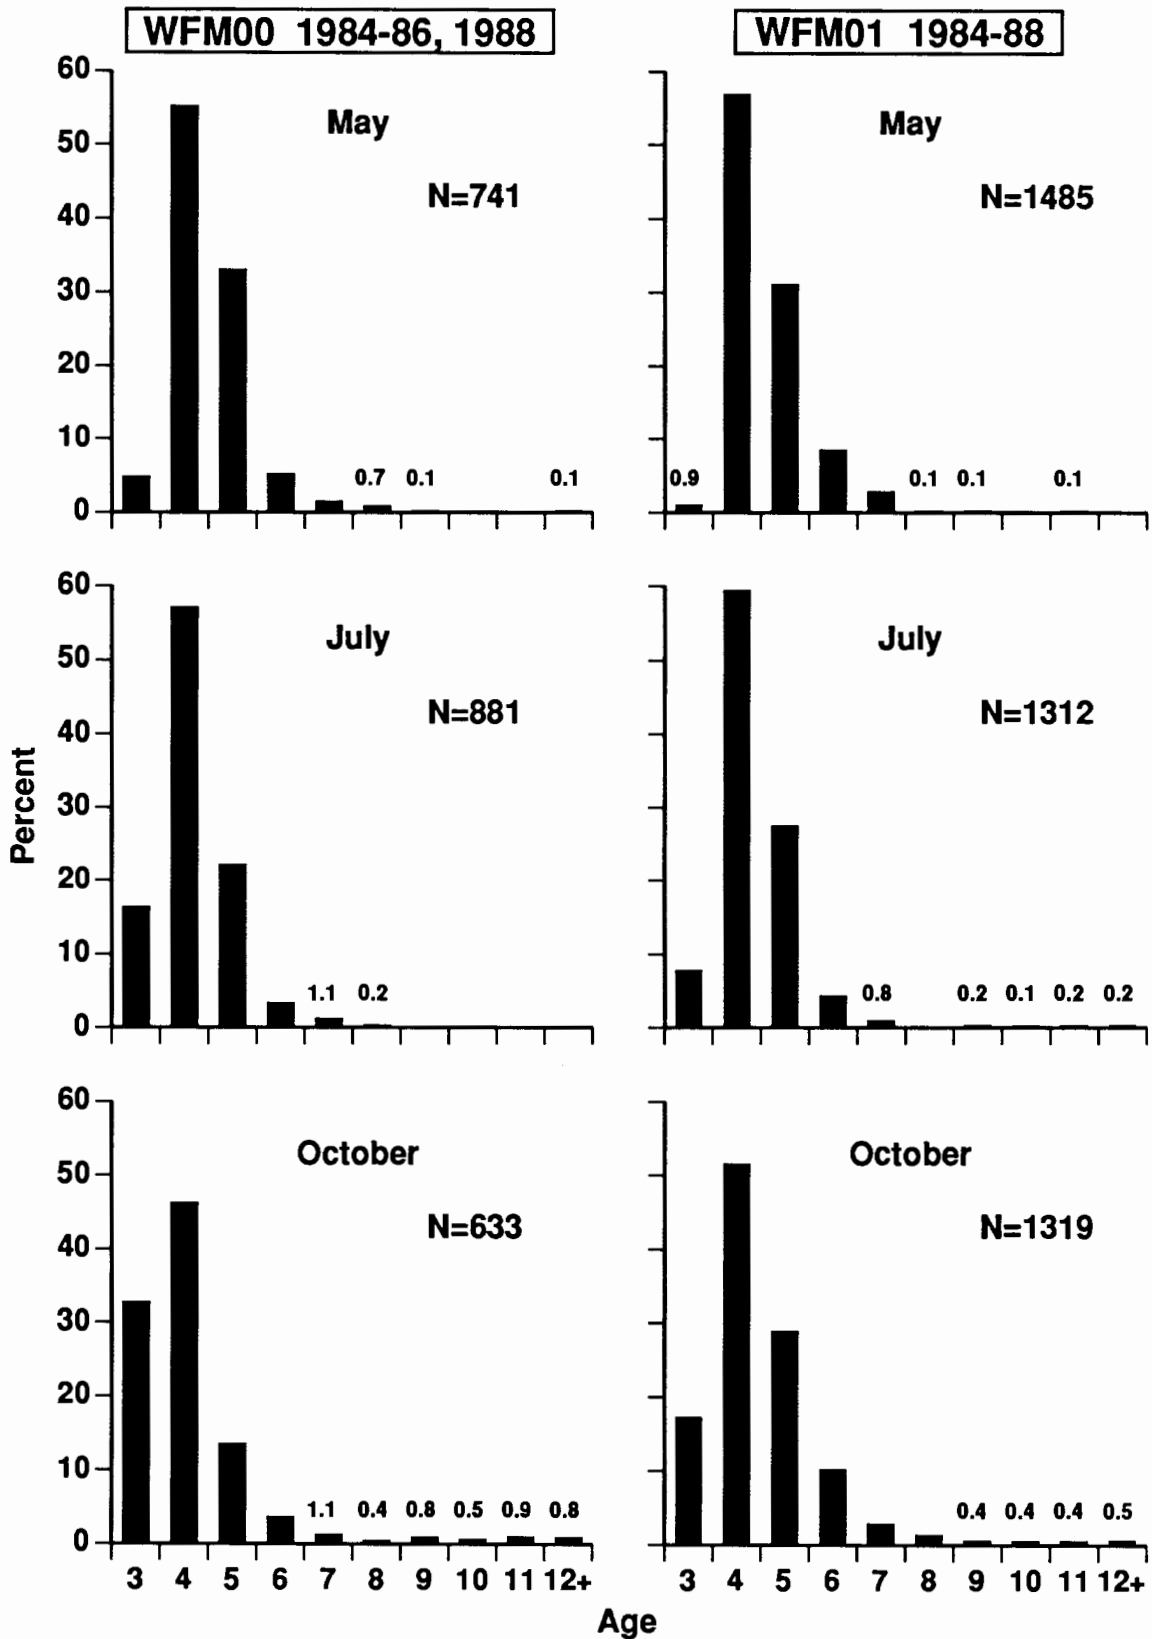 WFM00 1984-86, 1988
WFM01 1984-88
60
50
40
30
20
10
0
May
N=741
0.7 0.1 0.1
May
N=1485
0.9 0.1 0.1 0.1
Percent
60
50
40
30
20
10
0
July
N=881
1.1 0.2
July
N=1312
0.8 0.2 0.1 0.2 0.2
60
50
40
30
20
10
0
October
N=633
1.1 0.4 0.8 0.5 0.9 0.8
October
N=1319
0.4 0.4 0.4 0.5
3 4 5 6 7 8 9 10 11 12+
3 4 5 6 7 8 9 10 11 12+
Age